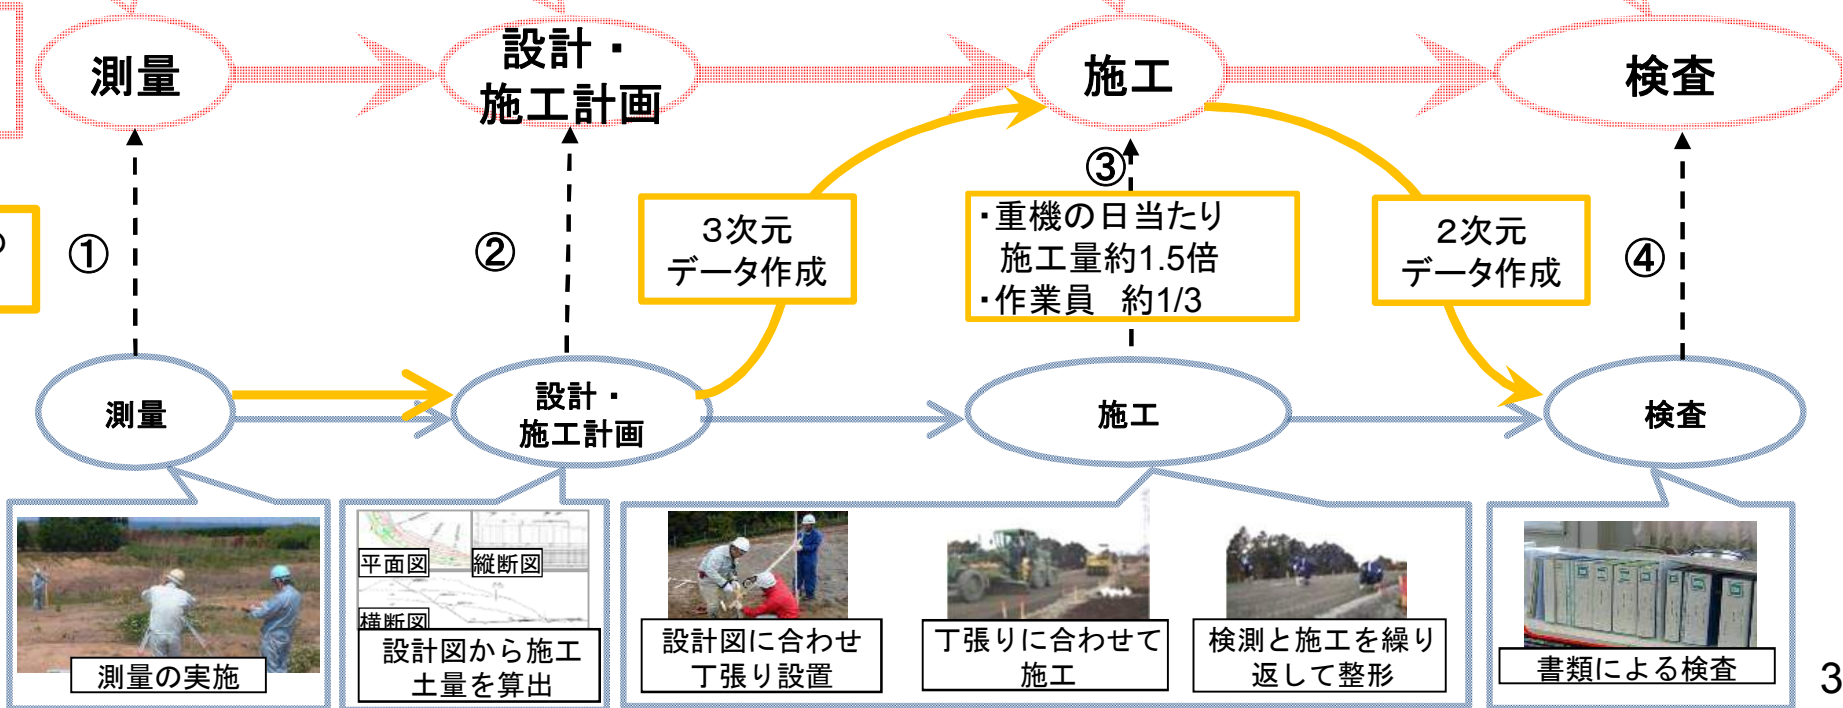 測量
設計・
施工計画
施工
検査
の
①
②
3次元
データ作成
③
・重機の日当たり
施工量約1.5倍
・作業員 約1/3
2次元
データ作成
④
測量
設計・
施工計画
施工
検査
平面図
縦断図
横断図
測量の実施
設計図から施工
土量を算出
設計図に合わせ
丁張り設置
丁張りに合わせて
施工
検測と施工を繰り
返して整形
書類による検査
3